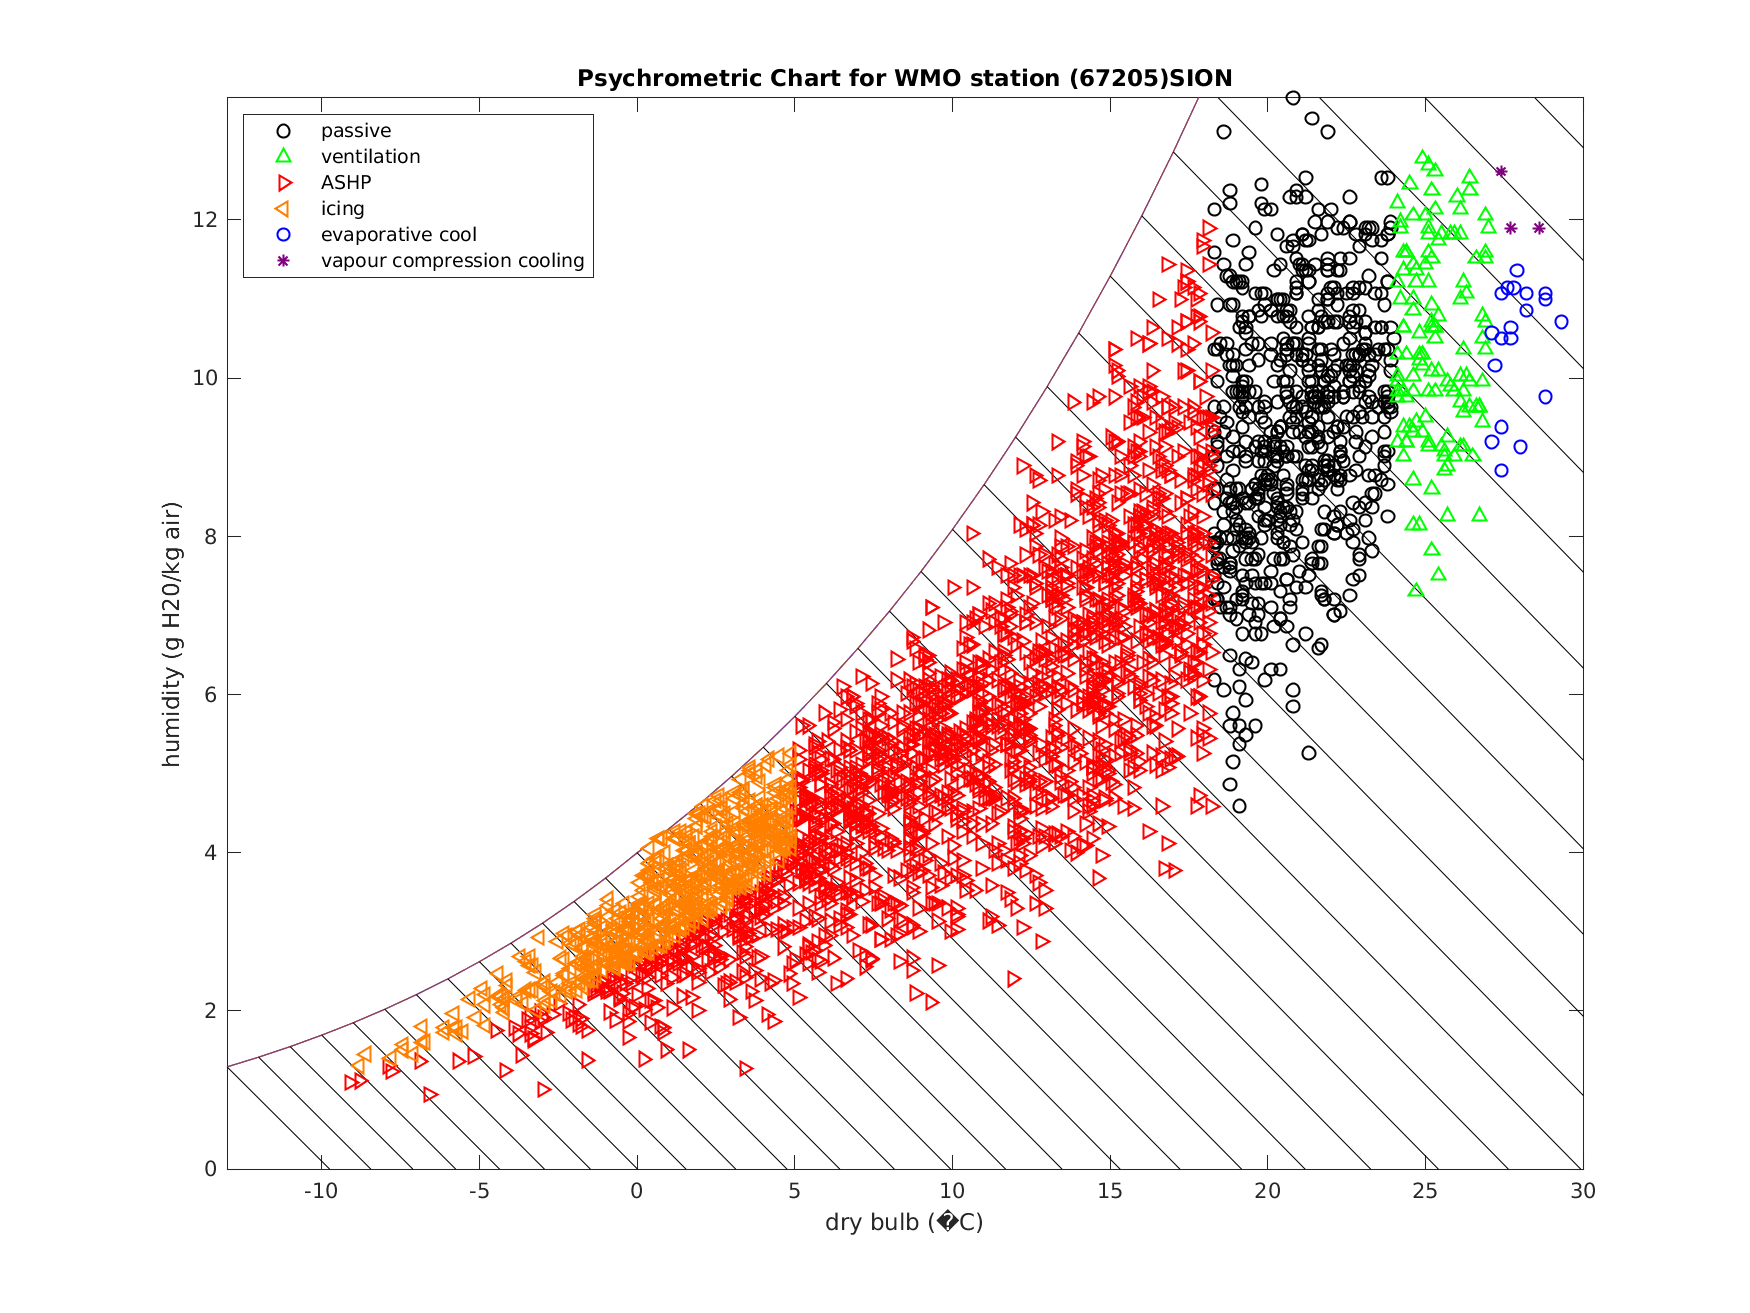 Psychrometric Chart for WMO station (67205)SION
passive
ventilation
ASHP
icing
evaporative cool
vapour compression cooling
humidity (g H20/kg air)
12
10
8
6
4
2
0
-10 -5 0 5 10 15 20 25 30
dry bulb (�C)